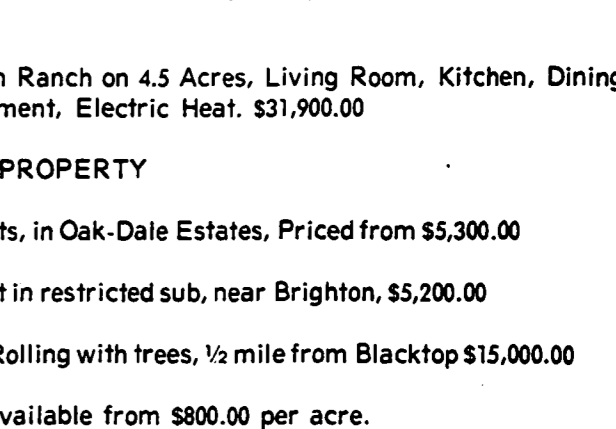 Ranch on 4.5 Acres, Living Room, Kitchen, Dining
ment, Electric Heat. $31,900.00
PROPERTY
ts, in Oak-Dale Estates, Priced from $5,300.00
t in restricted sub, near Brighton, $5,200.00
Rolling with trees, ½ mile from Blacktop $15,000.00
vailable from $800.00 per acre.